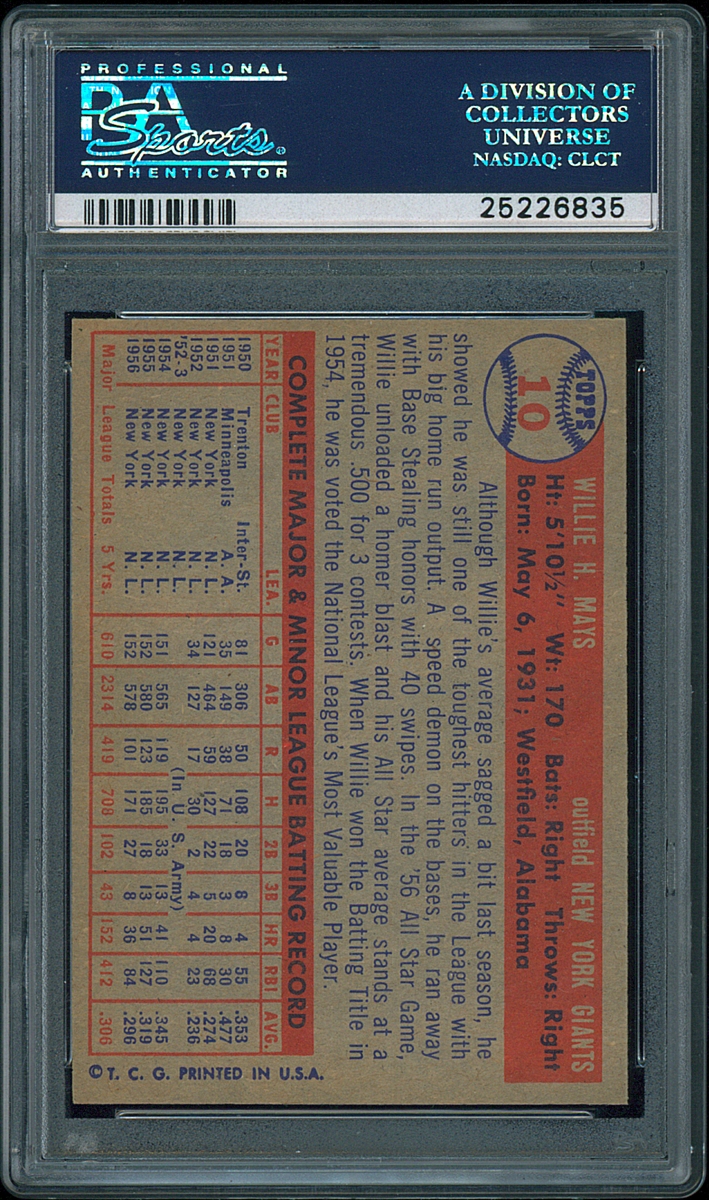 PROFESSIONAL
PSA
Sports
AUTHENTICATOR
A DIVISION OF
COLLECTORS
UNIVERSE
NASDAQ: CLCT
25226835
TOPPS
10
WILLIE H. MAYS outfield NEW YORK GIANTS
Ht: 5'10½" Wt: 170 Bats: Right Throws: Right
Born: May 6, 1931; Westfield, Alabama
Although Willie's average sagged a bit last season, he
showed he was still one of the toughest hitters in the League with
his big home run output. A speed demon on the bases, he ran away
with Base Stealing honors with 40 swipes. In the '56 All Star Game,
Willie unloaded a homer blast and his All Star average stands at a
tremendous .500 for 3 contests. When Willie won the Batting Title in
1954, he was voted the National League's Most Valuable Player.
COMPLETE MAJOR & MINOR LEAGUE BATTING RECORD
YEAR CLUB LEA. G AB R H 2B 3B HR RBI AVG.
1950 Trenton Inter-St. 81 306 50 108 20 8 4 55 .353
1951 Minneapolis A. A. 35 149 38 71 18 3 8 30 .477
1951 New York N. L. 121 464 59 127 22 5 20 68 .274
1952 New York N. L. 34 127 17 30 2 4 4 23 .236
'52-3 New York N. L. (In U. S. Army)
1954 New York N. L. 151 565 119 195 33 13 41 110 .345
1955 New York N. L. 152 580 123 185 18 13 51 127 .319
1956 New York N. L. 152 578 101 171 27 8 36 84 .296
Major League Totals 5 Yrs. 610 2314 419 708 102 43 152 412 .306
© T. C. G. PRINTED IN U.S.A.